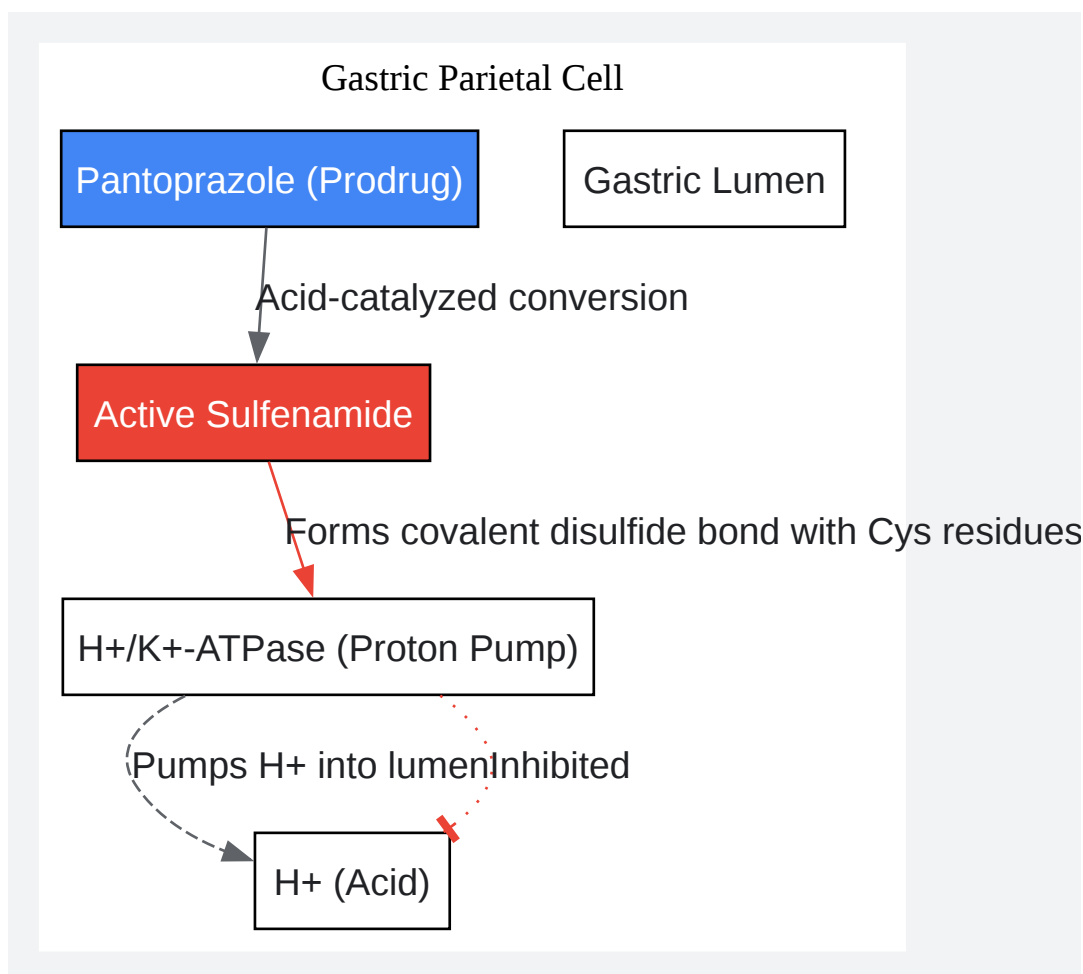 Gastric Parietal Cell
Pantoprazole (Prodrug)
Gastric Lumen
Acid-catalyzed conversion
Active Sulfenamide
Forms covalent disulfide bond with Cys residues
H+/K+-ATPase (Proton Pump)
Pumps H+ into lumen
Inhibited
H+ (Acid)